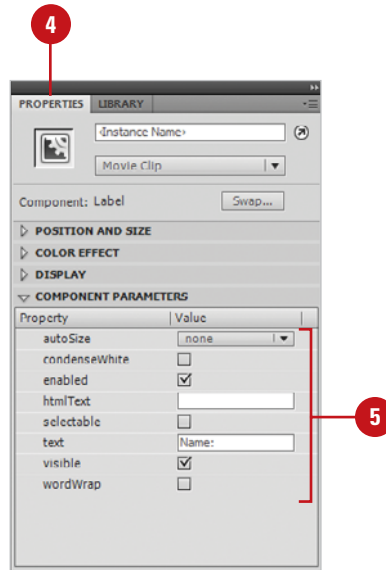 4
PROPERTIES LIBRARY
<Instance Name>
Movie Clip
Component: Label Swap...
POSITION AND SIZE
COLOR EFFECT
DISPLAY
COMPONENT PARAMETERS
Property Value
autoSize none
condenseWhite
enabled
htmlText
selectable
5
text Name:
visible
wordWrap